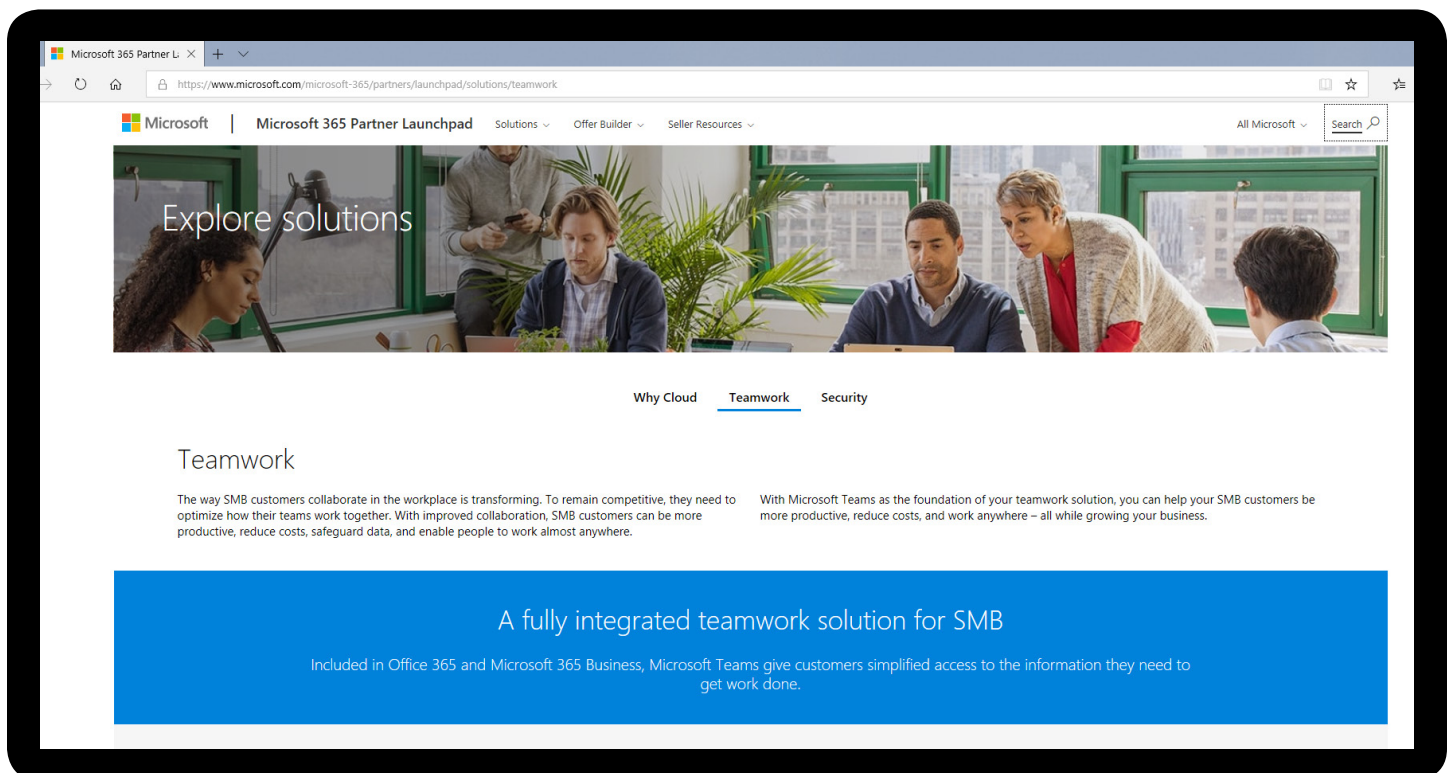 Microsoft 365 Partner La
https://www.microsoft.com/microsoft-365/partners/launchpad/solutions/teamwork
Microsoft Microsoft 365 Partner Launchpad Solutions Offer Builder Seller Resources All Microsoft Search
Explore solutions
Why Cloud Teamwork Security
Teamwork
The way SMB customers collaborate in the workplace is transforming. To remain competitive, they need to
optimize how their teams work together. With improved collaboration, SMB customers can be more
productive, reduce costs, safeguard data, and enable people to work almost anywhere.
With Microsoft Teams as the foundation of your teamwork solution, you can help your SMB customers be
more productive, reduce costs, and work anywhere – all while growing your business.
A fully integrated teamwork solution for SMB
Included in Office 365 and Microsoft 365 Business, Microsoft Teams give customers simplified access to the information they need to
get work done.